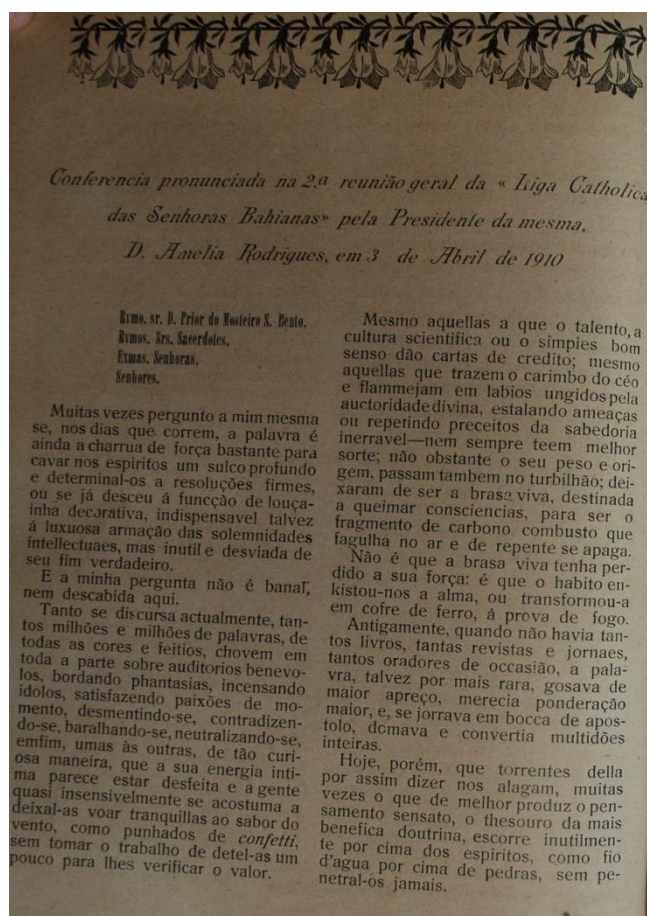 Conferencia pronunciada na 2.a reunião geral da « Liga Catholica
das Senhoras Bahianas» pela Presidente da mesma,
D. Amelia Rodrigues, em 3 de Abril de 1910
Rvmo. sr. D. Prior do Mosteiro S. Bento,
Rvmos. Srs. Sacerdotes,
Exmas. Senhoras,
Senhores,
Muitas vezes pergunto a mim mesma
se, nos dias que correm, a palavra é
ainda a charrua de força bastante para
cavar nos espiritos um sulco profundo
e determinal-os a resoluções firmes,
ou se já desceu á funcção de louça-
inha decorativa, indispensavel talvez
á luxuosa armação das solemnidades
intellectuaes, mas inutil e desviada de
seu fim verdadeiro.
E a minha pergunta não é banal,
nem descabida aqui.
Tanto se discursa actualmente, tan-
tos milhões e milhões de palavras, de
todas as cores e feitios, chovem em
toda a parte sobre auditorios benevo-
los, bordando phantasias, incensando
idolos, satisfazendo paixões de mo-
mento, desmentindo-se, contradizen-
do-se, baralhando-se, neutralizando-se,
emfim, umas às outras, de tão curi-
osa maneira, que a sua energia inti-
ma parece estar desfeita e a gente
quasi insensivelmente se acostuma a
deixal-as voar tranquillas ao sabor do
vento, como punhados de confetti,
sem tomar o trabalho de detel-as um
pouco para lhes verificar o valor.
Mesmo aquellas a que o talento, a
cultura scientifica ou o simples bom
senso dão cartas de credito; mesmo
aquellas que trazem o carimbo do céo
e flammejam em labios ungidos pela
auctoridade divina, estalando ameaças
ou repetindo preceitos da sabedoria
inerravel—nem sempre teem melhor
sorte; não obstante o seu peso e ori-
gem, passam tambem no turbilhão; dei-
xaram de ser a brasa viva, destinada
a queimar consciencias, para ser o
fragmento de carbono combusto que
fagulha no ar e de repente se apaga.
Não é que a brasa viva tenha per-
dido a sua força: é que o habito en-
kistou-nos a alma, ou transformou-a
em cofre de ferro, á prova de fogo.
Antigamente, quando não havia tan-
tos livros, tantas revistas e jornaes,
tantos oradores de occasião, a pala-
vra, talvez por mais rara, gosava de
maior apreço, merecia ponderação
maior, e, se jorrava em bocca de apos-
tolo, domava e convertia multidões
inteiras.
Hoje, porém, que torrentes della
por assim dizer nos alagam, muitas
vezes o que de melhor produz o pen-
samento sensato, o thesouro da mais
benefica doutrina, escorre inutilmen-
te por cima dos espiritos, como fio
d'agua por cima de pedras, sem pe-
netral-os jamais.